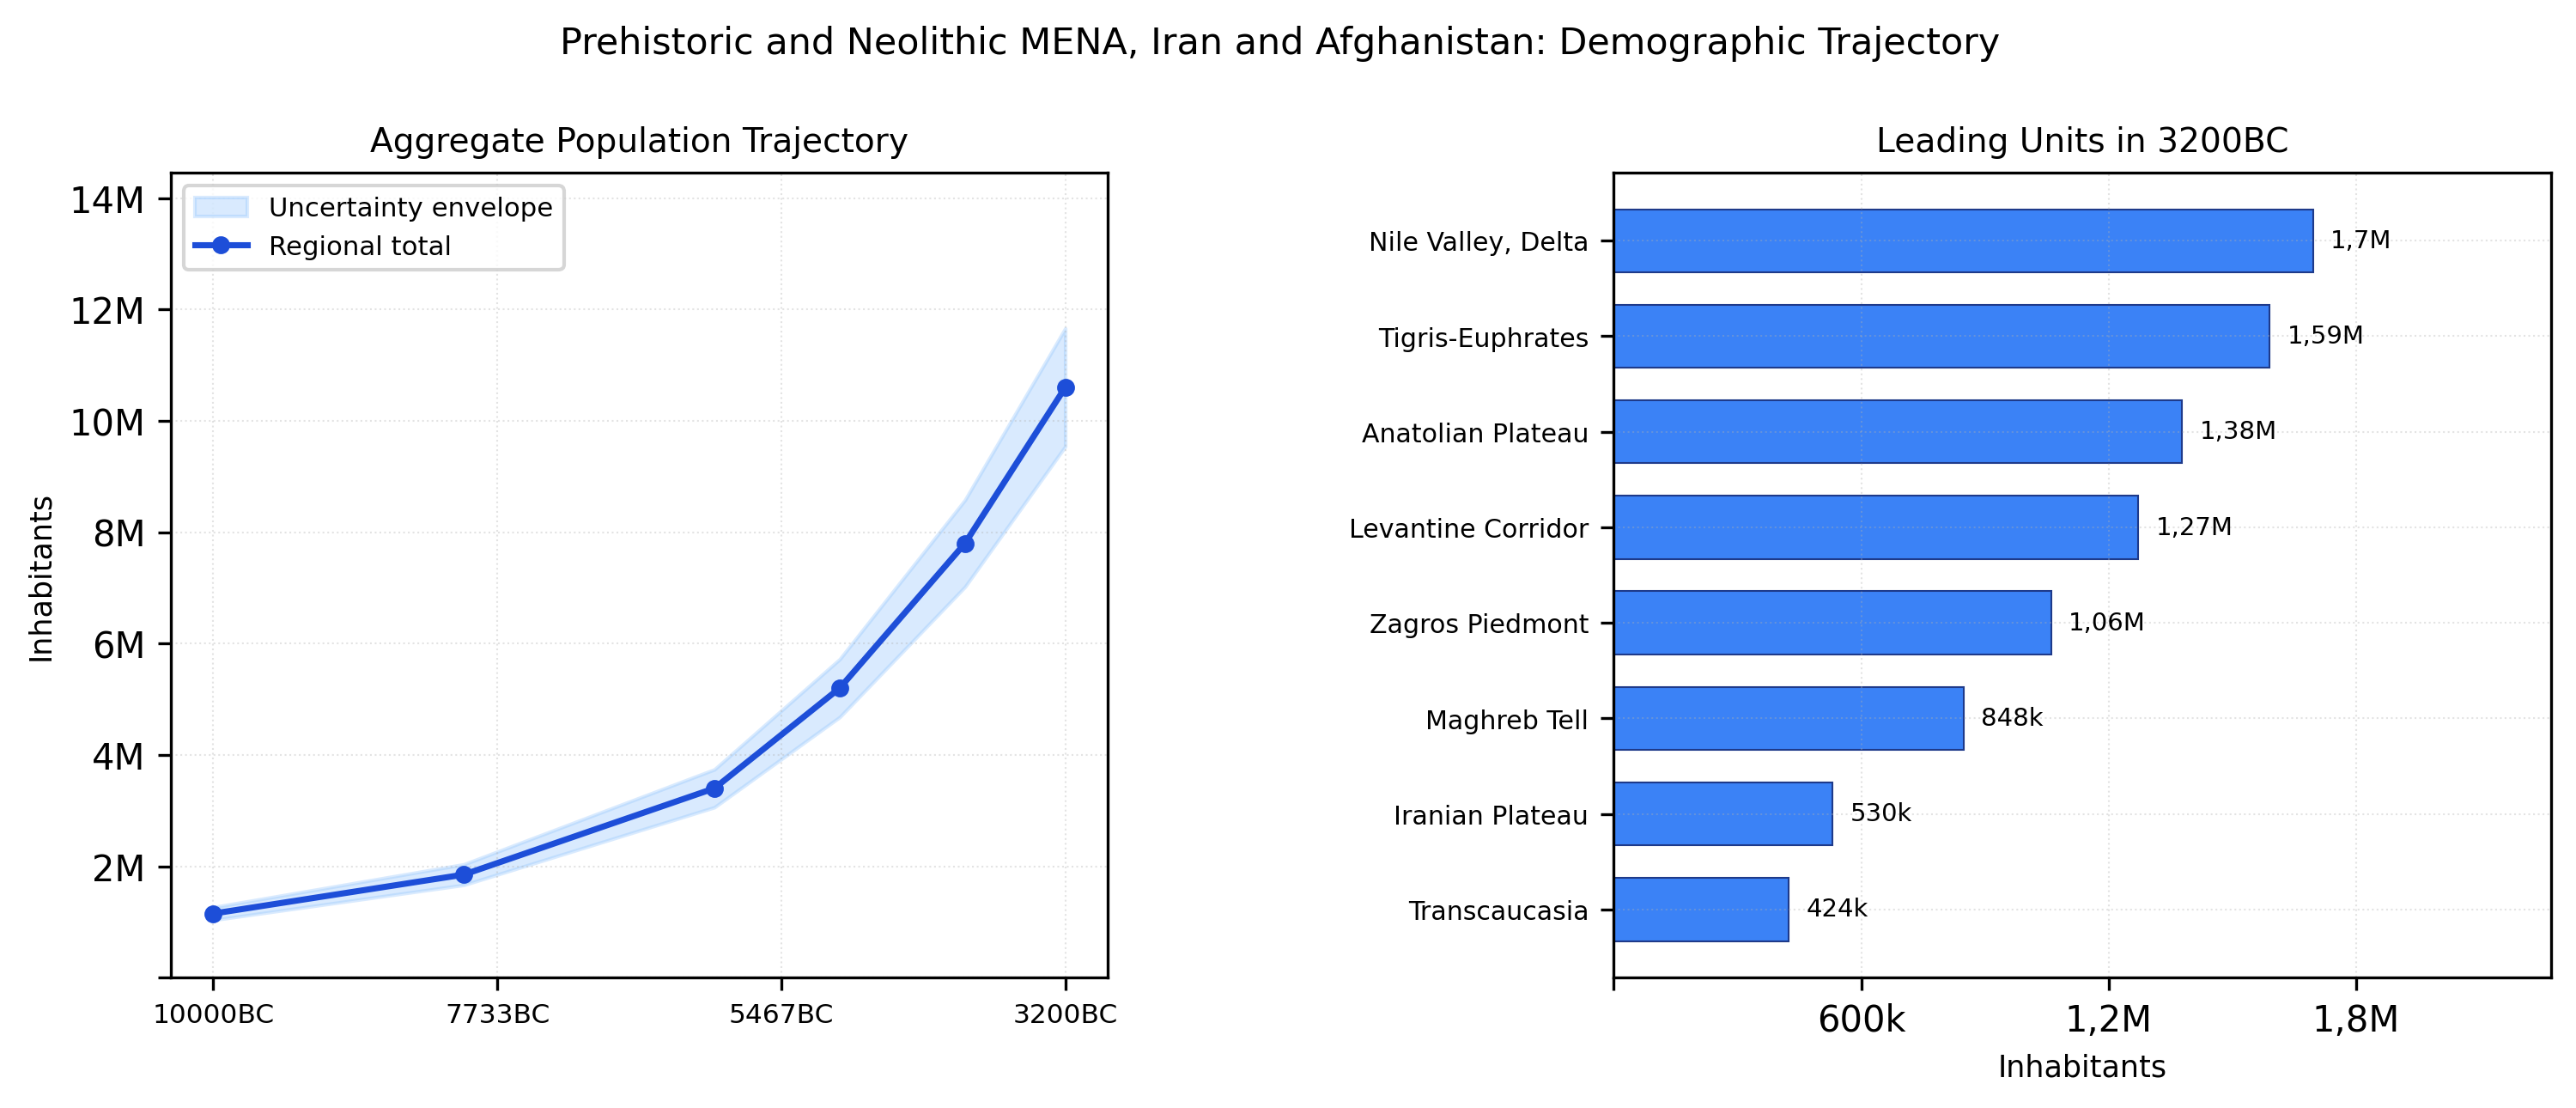 Prehistoric and Neolithic MENA, Iran and Afghanistan: Demographic Trajectory
Aggregate Population Trajectory
Uncertainty envelope
Regional total
14M
12M
10M
8M
6M
4M
2M
Inhabitants
10000BC
7733BC
5467BC
3200BC
Leading Units in 3200BC
Nile Valley, Delta
1,7M
Tigris-Euphrates
1,59M
Anatolian Plateau
1,38M
Levantine Corridor
1,27M
Zagros Piedmont
1,06M
Maghreb Tell
848k
Iranian Plateau
530k
Transcaucasia
424k
600k
1,2M
1,8M
Inhabitants